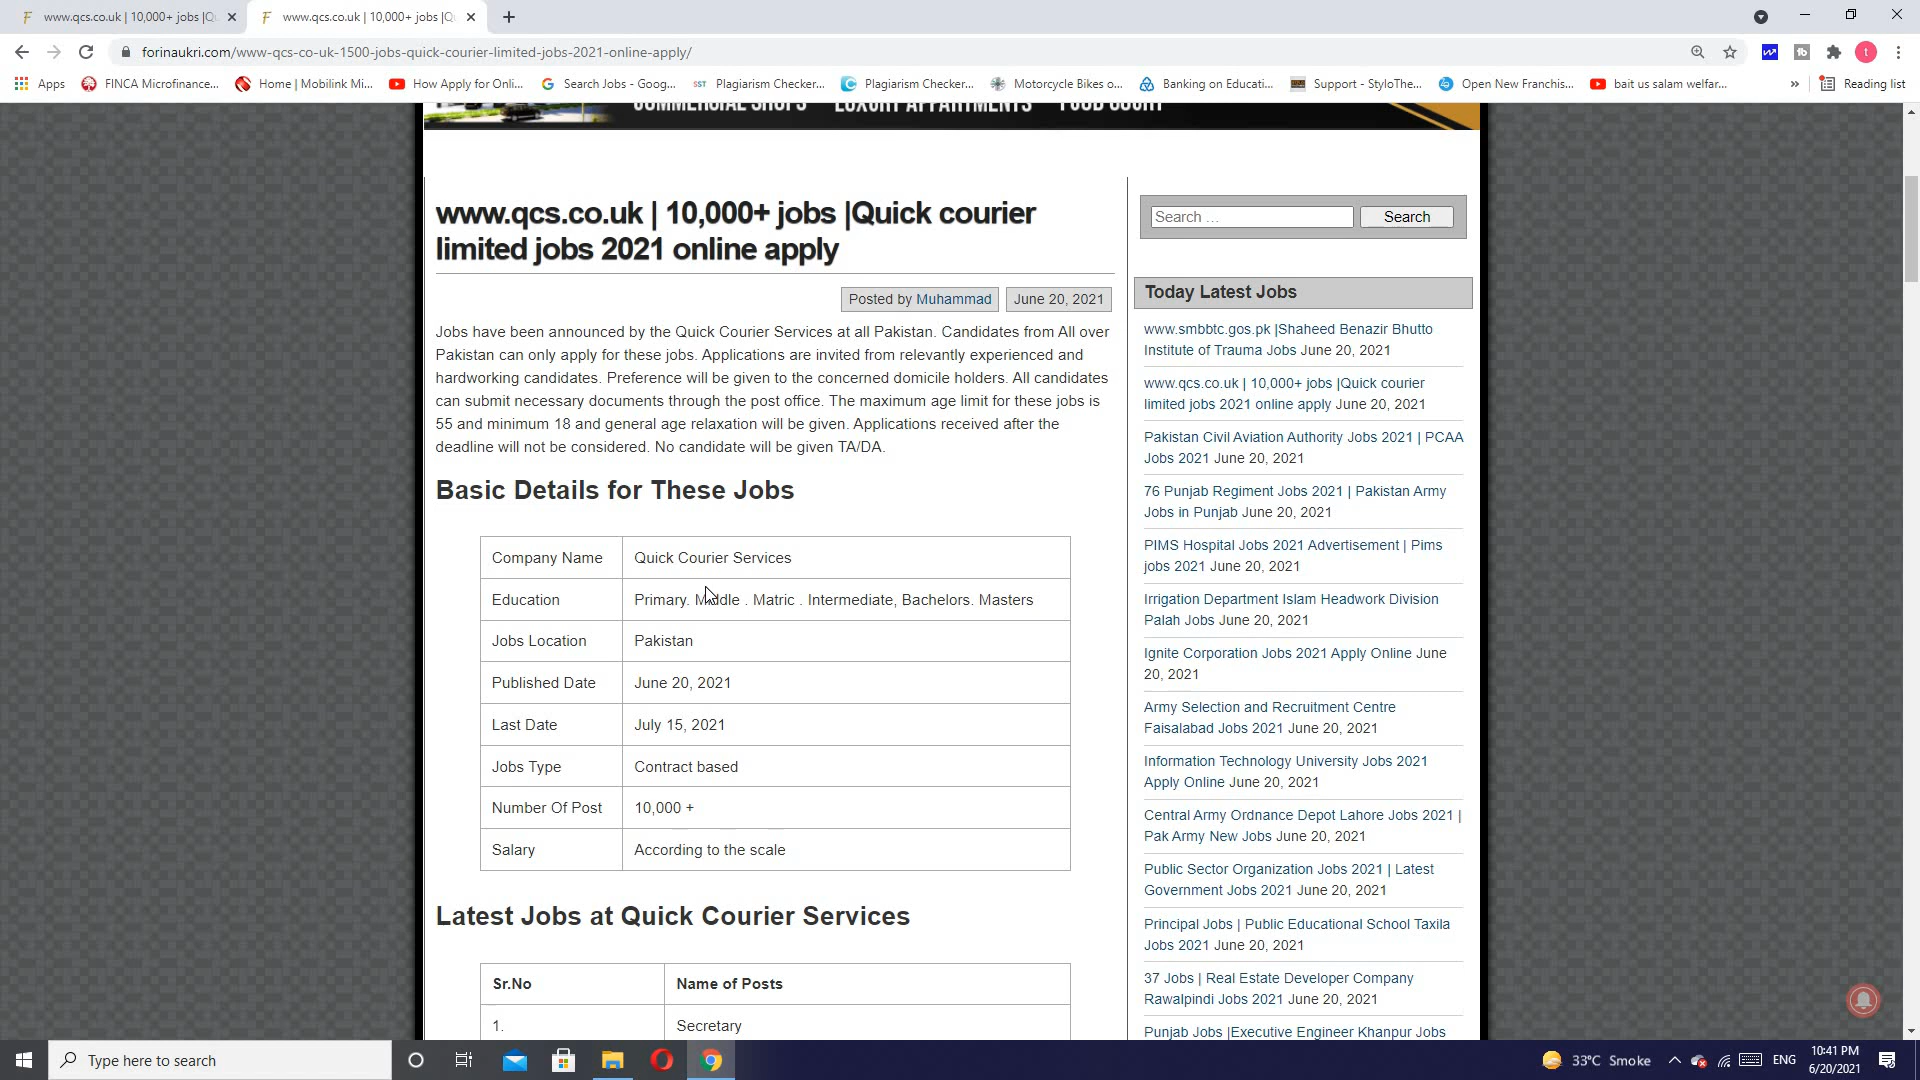 www.qcs.co.uk | 10,000+ jobs |Q
www.qcs.co.uk | 10,000+ jobs |Q
forinaukri.com/www-qcs-co-uk-1500-jobs-quick-courier-limited-jobs-2021-online-apply/
t
Apps
FINCA Microfinance...
Home | Mobilink Mi...
How Apply for Onli...
Search Jobs - Goog...
SST Plagiarism Checker...
Plagiarism Checker...
Motorcycle Bikes o...
Banking on Educati...
Support - StyloThe...
Open New Franchis...
bait us salam welfar...
»
Reading list
COMMERCIAL SHOPS LUXURY APPARTMENTS FOOD COURT
www.qcs.co.uk | 10,000+ jobs |Quick courier
limited jobs 2021 online apply
Posted by Muhammad
June 20, 2021
Jobs have been announced by the Quick Courier Services at all Pakistan. Candidates from All over
Pakistan can only apply for these jobs. Applications are invited from relevantly experienced and
hardworking candidates. Preference will be given to the concerned domicile holders. All candidates
can submit necessary documents through the post office. The maximum age limit for these jobs is
55 and minimum 18 and general age relaxation will be given. Applications received after the
deadline will not be considered. No candidate will be given TA/DA.
Basic Details for These Jobs
Company Name Quick Courier Services
Education Primary. Middle . Matric . Intermediate, Bachelors. Masters
Jobs Location Pakistan
Published Date June 20, 2021
Last Date July 15, 2021
Jobs Type Contract based
Number Of Post 10,000 +
Salary According to the scale
Latest Jobs at Quick Courier Services
Sr.No Name of Posts
1. Secretary
Search ...
Search
Today Latest Jobs
www.smbbtc.gos.pk |Shaheed Benazir Bhutto
Institute of Trauma Jobs June 20, 2021
www.qcs.co.uk | 10,000+ jobs |Quick courier
limited jobs 2021 online apply June 20, 2021
Pakistan Civil Aviation Authority Jobs 2021 | PCAA
Jobs 2021 June 20, 2021
76 Punjab Regiment Jobs 2021 | Pakistan Army
Jobs in Punjab June 20, 2021
PIMS Hospital Jobs 2021 Advertisement | Pims
jobs 2021 June 20, 2021
Irrigation Department Islam Headwork Division
Palah Jobs June 20, 2021
Ignite Corporation Jobs 2021 Apply Online June
20, 2021
Army Selection and Recruitment Centre
Faisalabad Jobs 2021 June 20, 2021
Information Technology University Jobs 2021
Apply Online June 20, 2021
Central Army Ordnance Depot Lahore Jobs 2021 |
Pak Army New Jobs June 20, 2021
Public Sector Organization Jobs 2021 | Latest
Government Jobs 2021 June 20, 2021
Principal Jobs | Public Educational School Taxila
Jobs 2021 June 20, 2021
37 Jobs | Real Estate Developer Company
Rawalpindi Jobs 2021 June 20, 2021
Punjab Jobs |Executive Engineer Khanpur Jobs
Type here to search
33°C Smoke
ENG
10:41 PM
6/20/2021